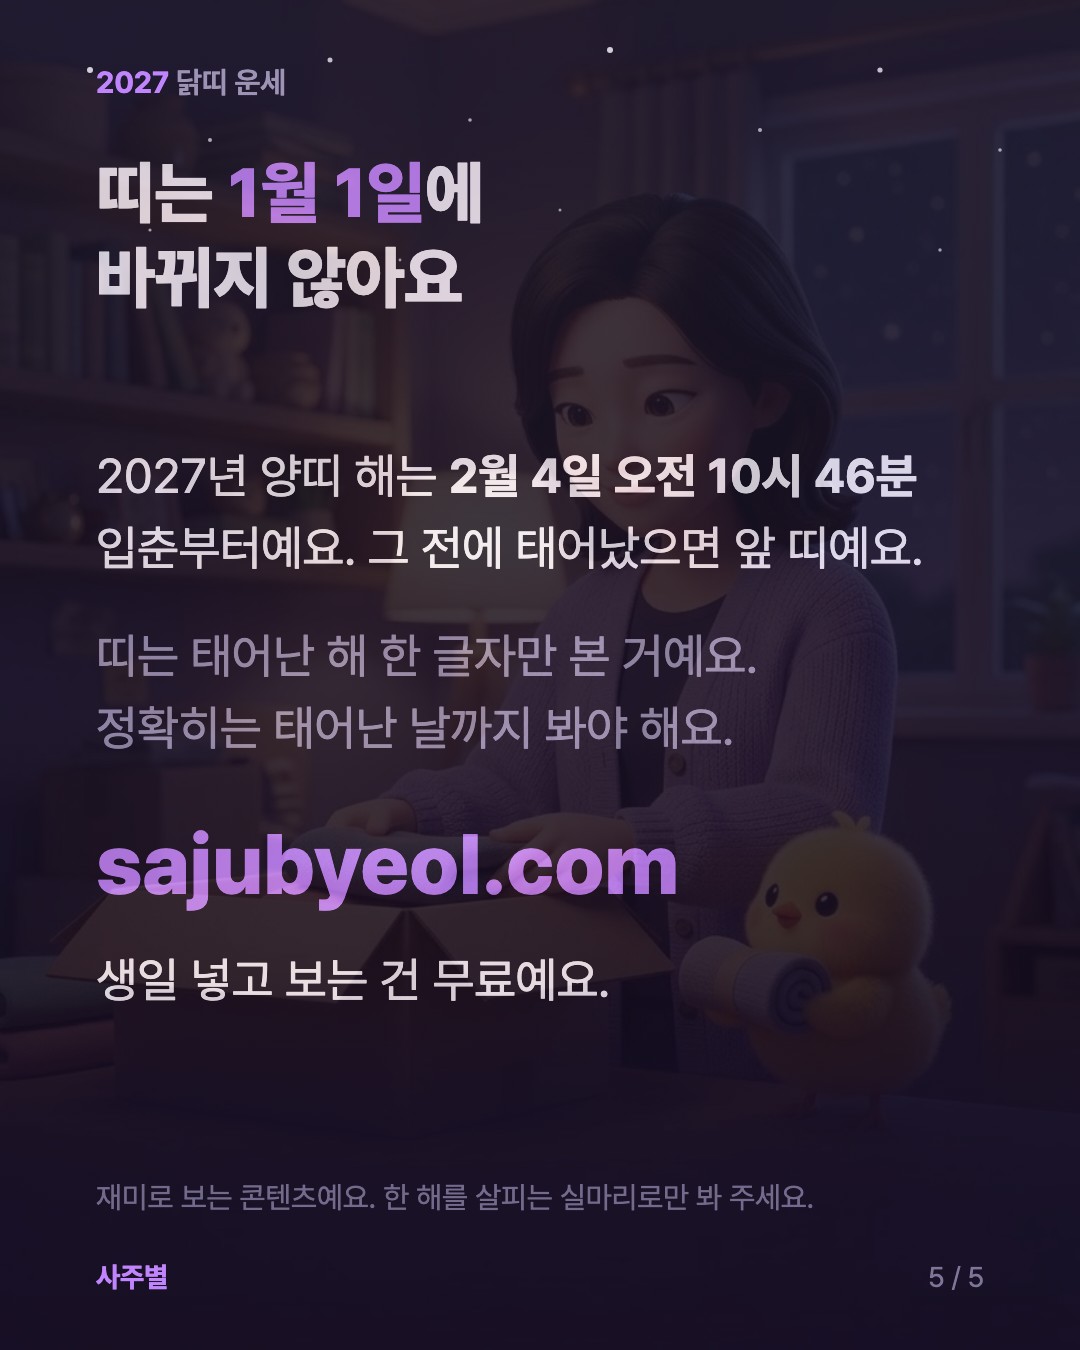 2027 닭띠 운세
띠는 1월 1일에
바뀌지 않아요
2027년 양띠 해는 2월 4일 오전 10시 46분
입춘부터예요. 그 전에 태어났으면 앞 띠예요.
띠는 태어난 해 한 글자만 본 거예요.
정확히는 태어난 날까지 봐야 해요.
sajubyeol.com
생일 넣고 보는 건 무료예요.
재미로 보는 콘텐츠예요. 한 해를 살피는 실마리로만 봐 주세요.
사주별
5 / 5